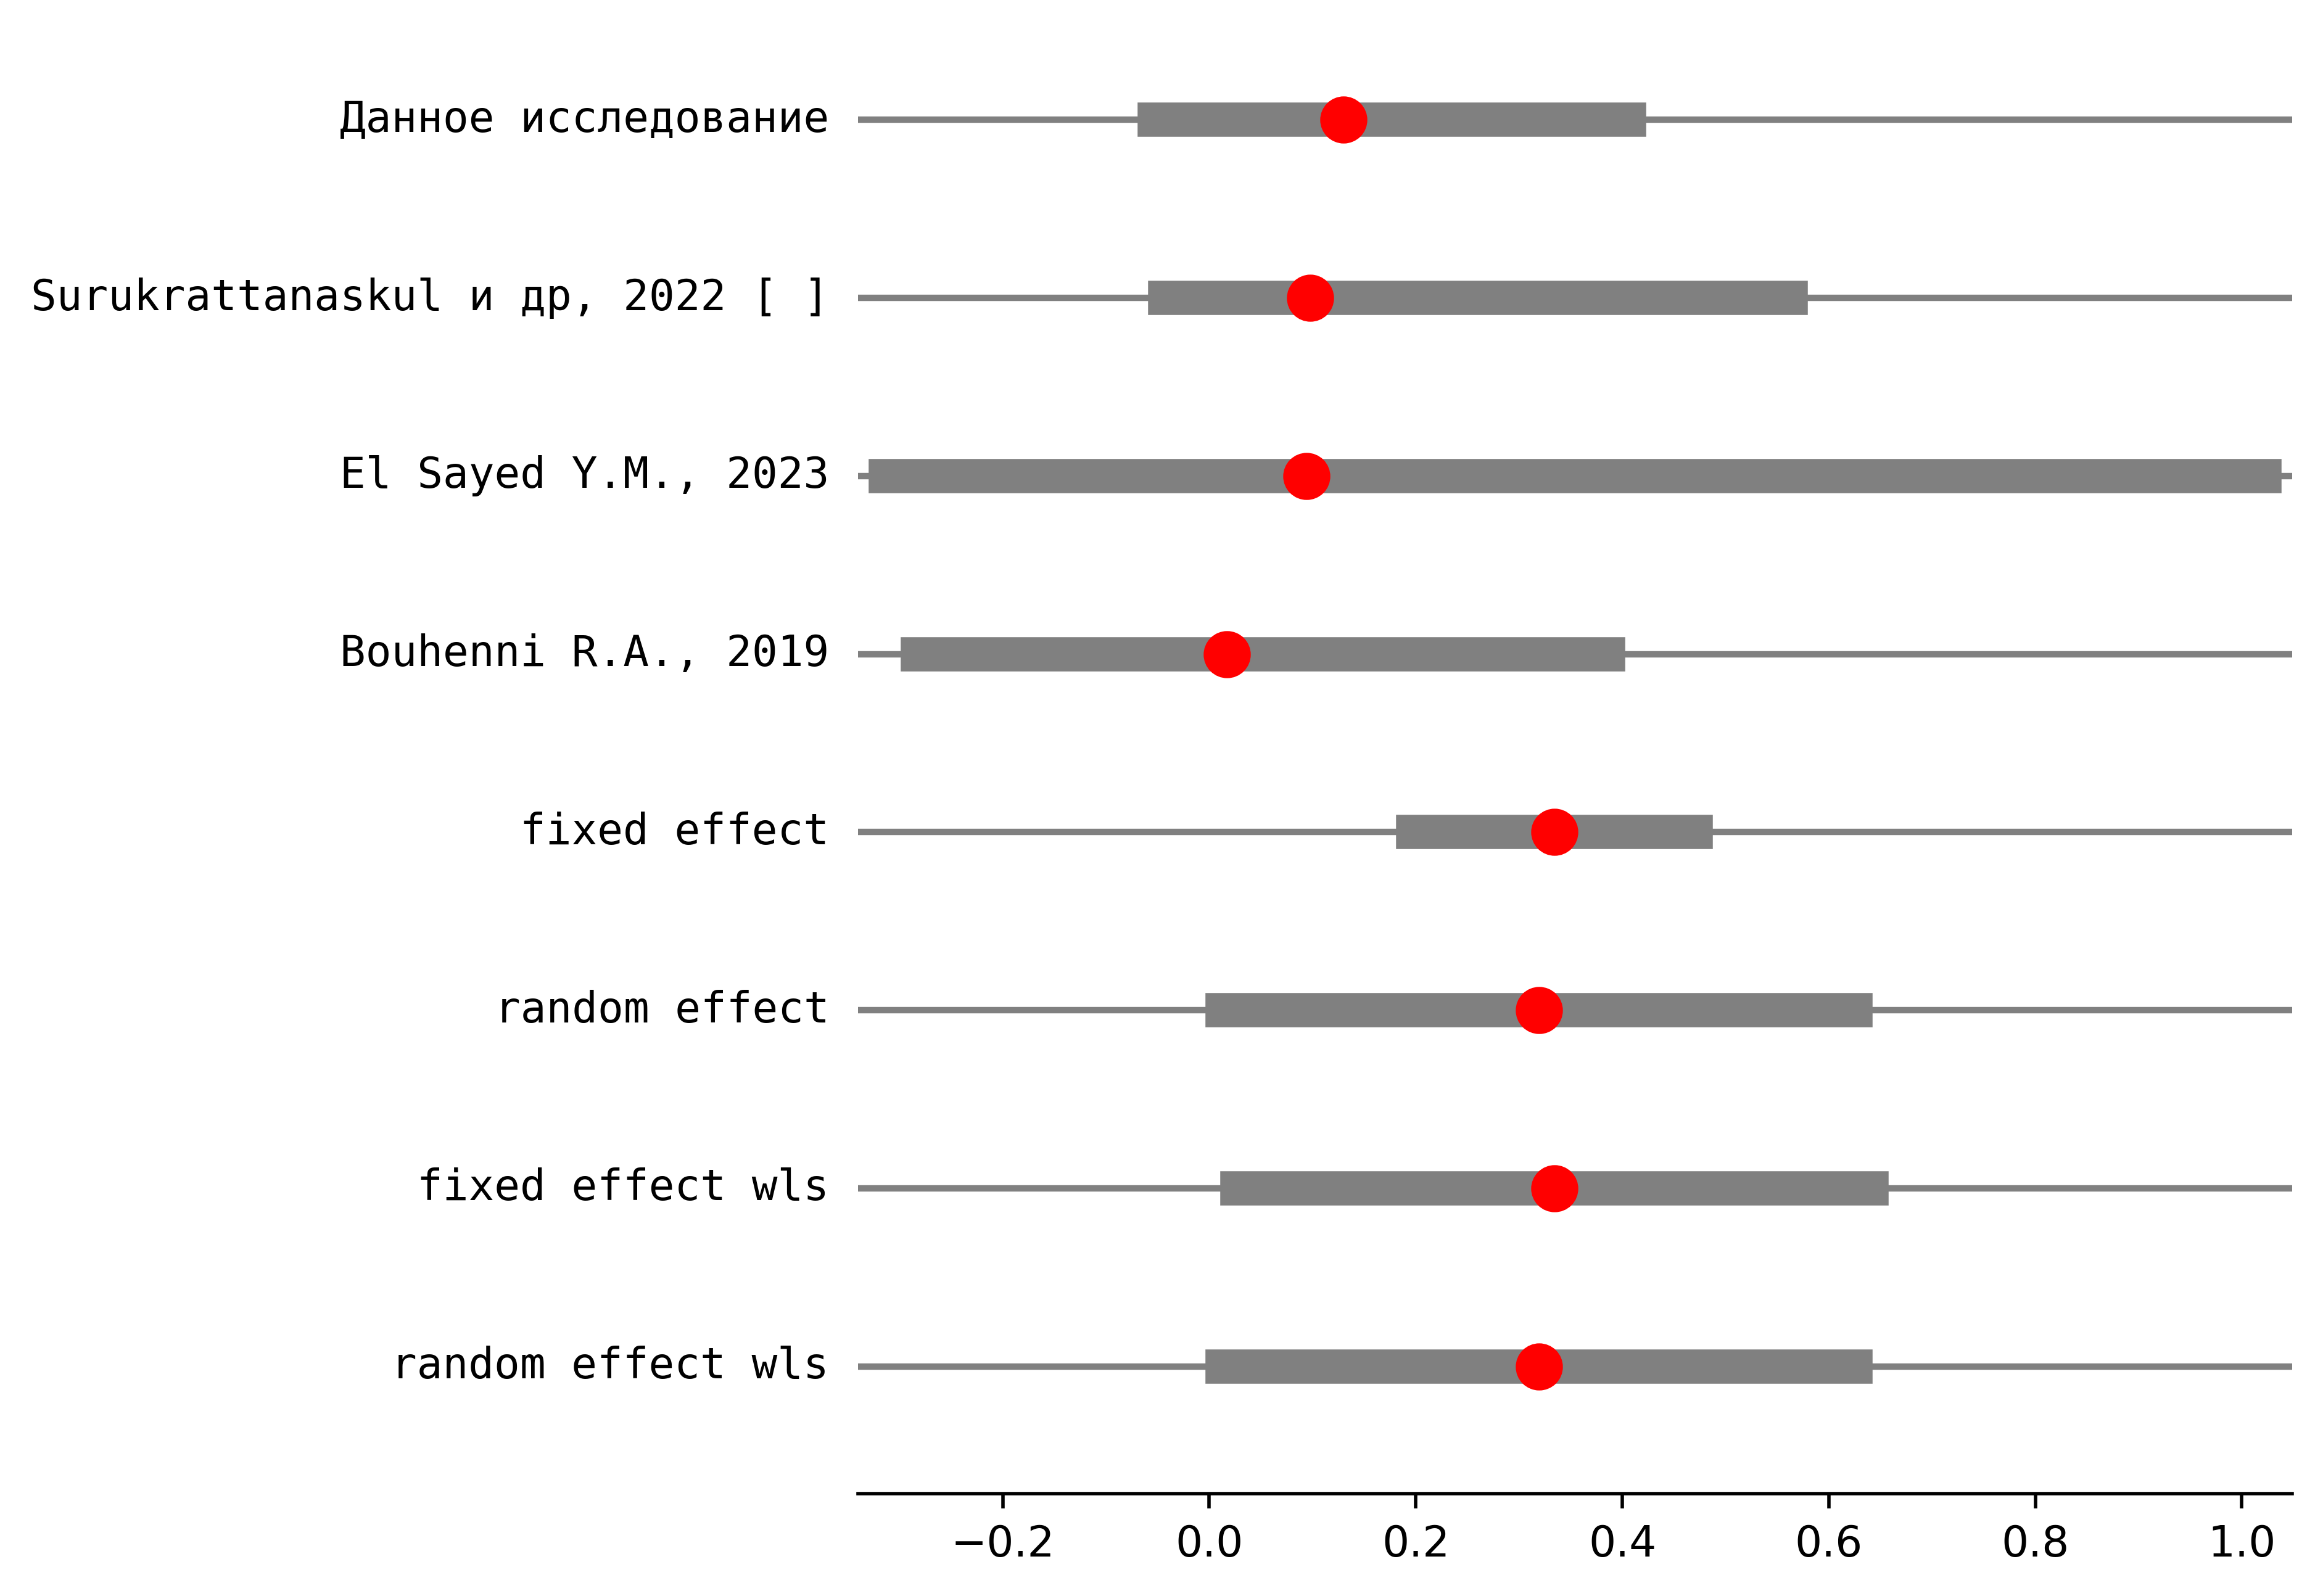 Данное исследование
Surukrattanaskul и др, 2022 [ ]
El Sayed Y.M., 2023
Bouhenni R.A., 2019
fixed effect
random effect
fixed effect wls
random effect wls
−0.2 0.0 0.2 0.4 0.6 0.8 1.0